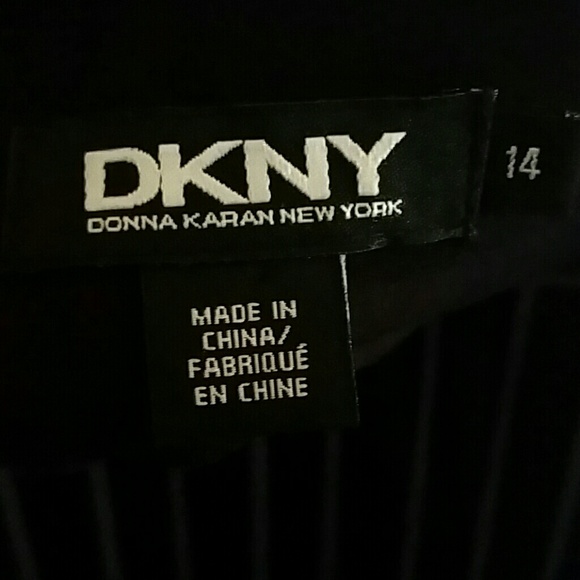 DKNY
DONNA KARAN NEW YORK
14
MADE IN
CHINA/
FABRIQUÉ
EN CHINE